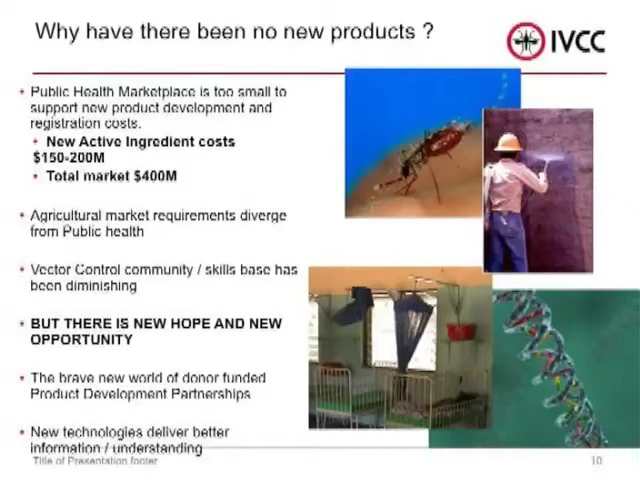 Why have there been no new products ?
IVCC
• Public Health Marketplace is too small to
support new product development and
registration costs.
• New Active Ingredient costs
$150-200M
• Total market $400M
• Agricultural market requirements diverge
from Public health
• Vector Control community / skills base has
been diminishing
• BUT THERE IS NEW HOPE AND NEW
OPPORTUNITY
• The brave new world of donor funded
Product Development Partnerships
• New technologies deliver better
information / understanding
Title of Presentation footer
10